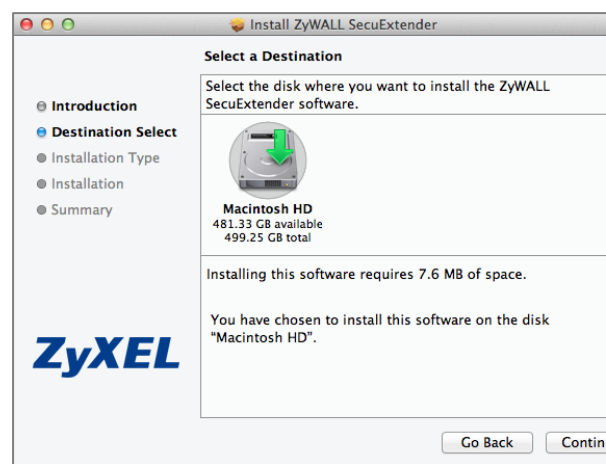 Install ZyWALL SecuExtender
Select a Destination
Introduction
Destination Select
Installation Type
Installation
Summary
Select the disk where you want to install the ZyWALL
SecuExtender software.
Macintosh HD
481.33 GB available
499.25 GB total
Installing this software requires 7.6 MB of space.
You have chosen to install this software on the disk
“Macintosh HD”.
ZyXEL
Go Back
Contin